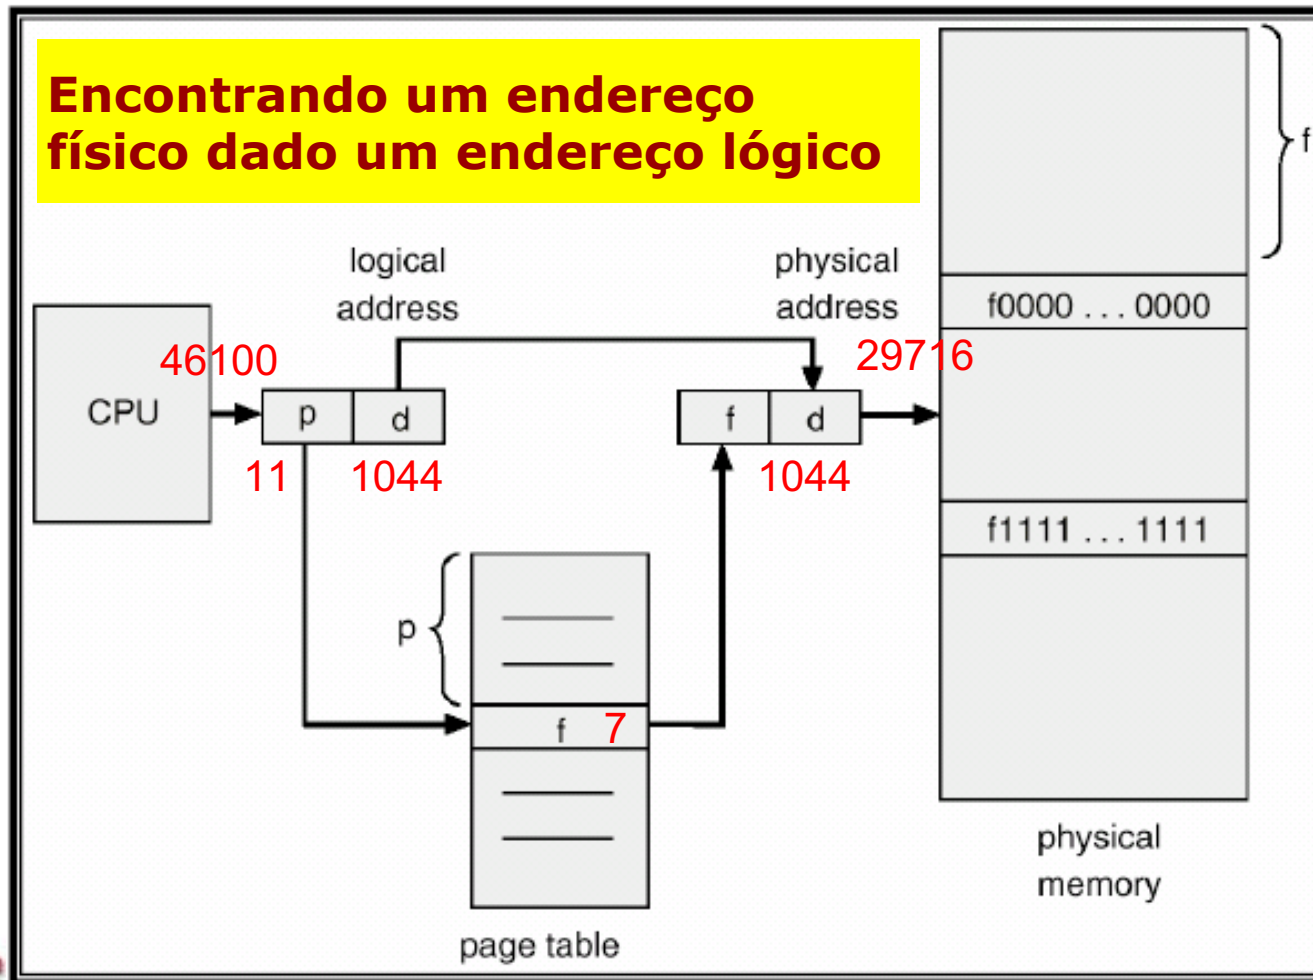 Encontrando um endereço
físico dado um endereço lógico
f
logical
address
physical
address
f0000 . . . 0000
46100
29716
CPU
p
d
f
d
11
1044
1044
f1111 . . . 1111
p
f 7
physical
memory
page table